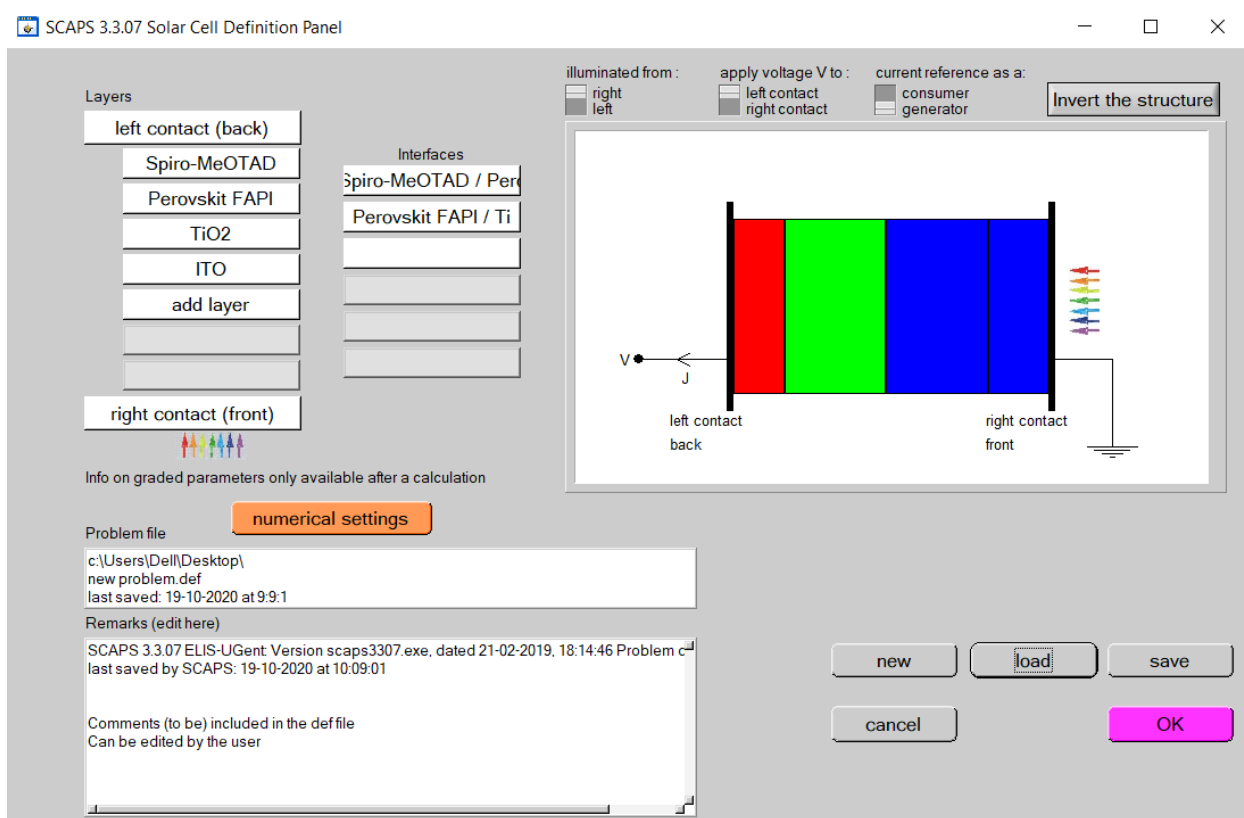 SCAPS 3.3.07 Solar Cell Definition Panel
Layers
left contact (back)
Spiro-MeOTAD
Perovskit FAPI
TiO2
ITO
add layer
right contact (front)
Interfaces
Spiro-MeOTAD / Pero
Perovskit FAPI / Ti
illuminated from :
right
left
apply voltage V to :
left contact
right contact
current reference as a:
consumer
generator
Invert the structure
V
J
left contact
back
right contact
front
Info on graded parameters only available after a calculation
numerical settings
Problem file
c:\Users\Dell\Desktop\
new problem.def
last saved: 19-10-2020 at 9:9:1
Remarks (edit here)
SCAPS 3.3.07 ELIS-UGent: Version scaps3307.exe, dated 21-02-2019, 18:14:46 Problem c
last saved by SCAPS: 19-10-2020 at 10:09:01
Comments (to be) included in the def file
Can be edited by the user
new
load
save
cancel
OK